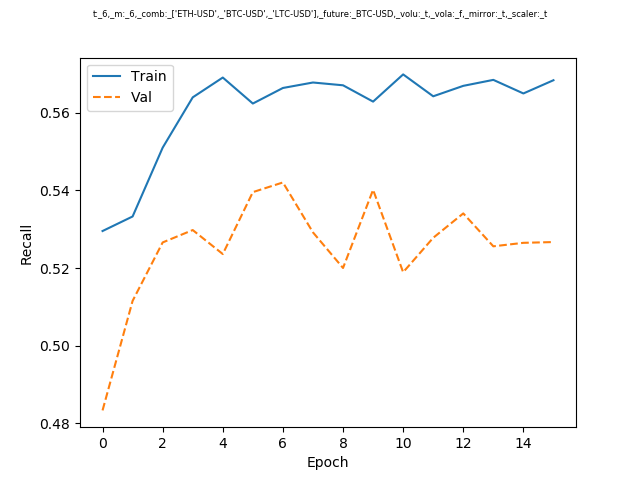 t:_6,_m:_6,_comb:_['ETH-USD',_'BTC-USD',_'LTC-USD'],_future:_BTC-USD,_volu:_t,_vola:_f,_mirror:_t,_scaler:_t
Train
Val
0.56
0.54
0.52
0.50
0.48
Recall
0 2 4 6 8 10 12 14
Epoch